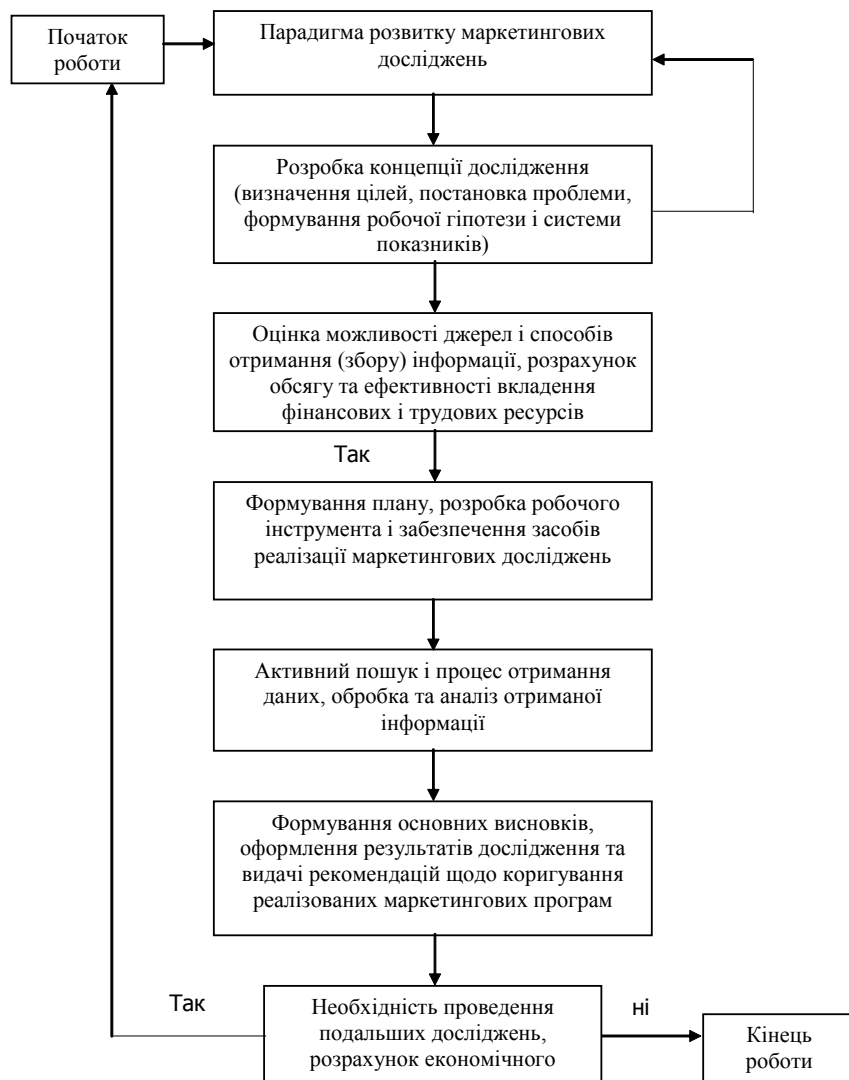 Початок
роботи
Парадигма розвитку маркетингових
досліджень
Розробка концепції дослідження
(визначення цілей, постановка проблеми,
формування робочої гіпотези і системи
показників)
Оцінка можливості джерел і способів
отримання (збору) інформації, розрахунок
обсягу та ефективності вкладення
фінансових і трудових ресурсів
Так
Формування плану, розробка робочого
інструмента і забезпечення засобів
реалізації маркетингових досліджень
Активний пошук і процес отримання
даних, обробка та аналіз отриманої
інформації
Формування основних висновків,
оформлення результатів дослідження та
видачі рекомендацій щодо коригування
реалізованих маркетингових програм
Так
Необхідність проведення
подальших досліджень,
розрахунок економічного
ні
Кінець
роботи